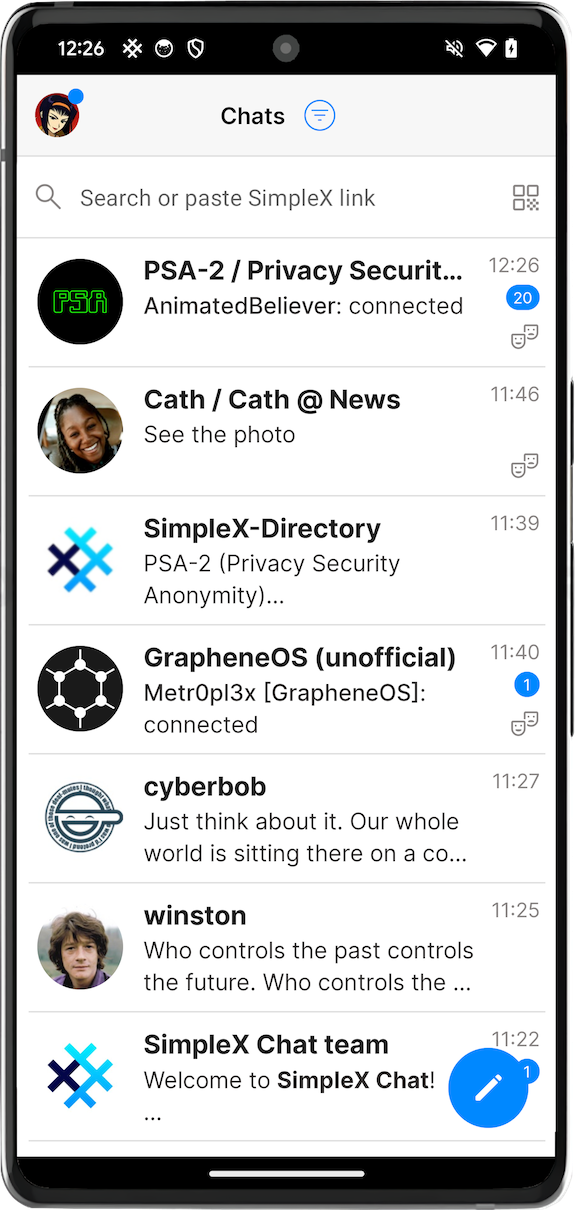 12:26
Chats
Search or paste SimpleX link
PSA
PSA-2 / Privacy Securit...
12:26
AnimatedBeliever: connected
20
Cath / Cath @ News
11:46
See the photo
SimpleX-Directory
11:39
PSA-2 (Privacy Security
Anonymity)...
GrapheneOS (unofficial)
11:40
Metr0pl3x [GrapheneOS]:
1
connected
cyberbob
11:27
Just think about it. Our whole
world is sitting there on a co...
winston
11:25
Who controls the past controls
the future. Who controls the ...
SimpleX Chat team
11:22
Welcome to SimpleX Chat!
1
...